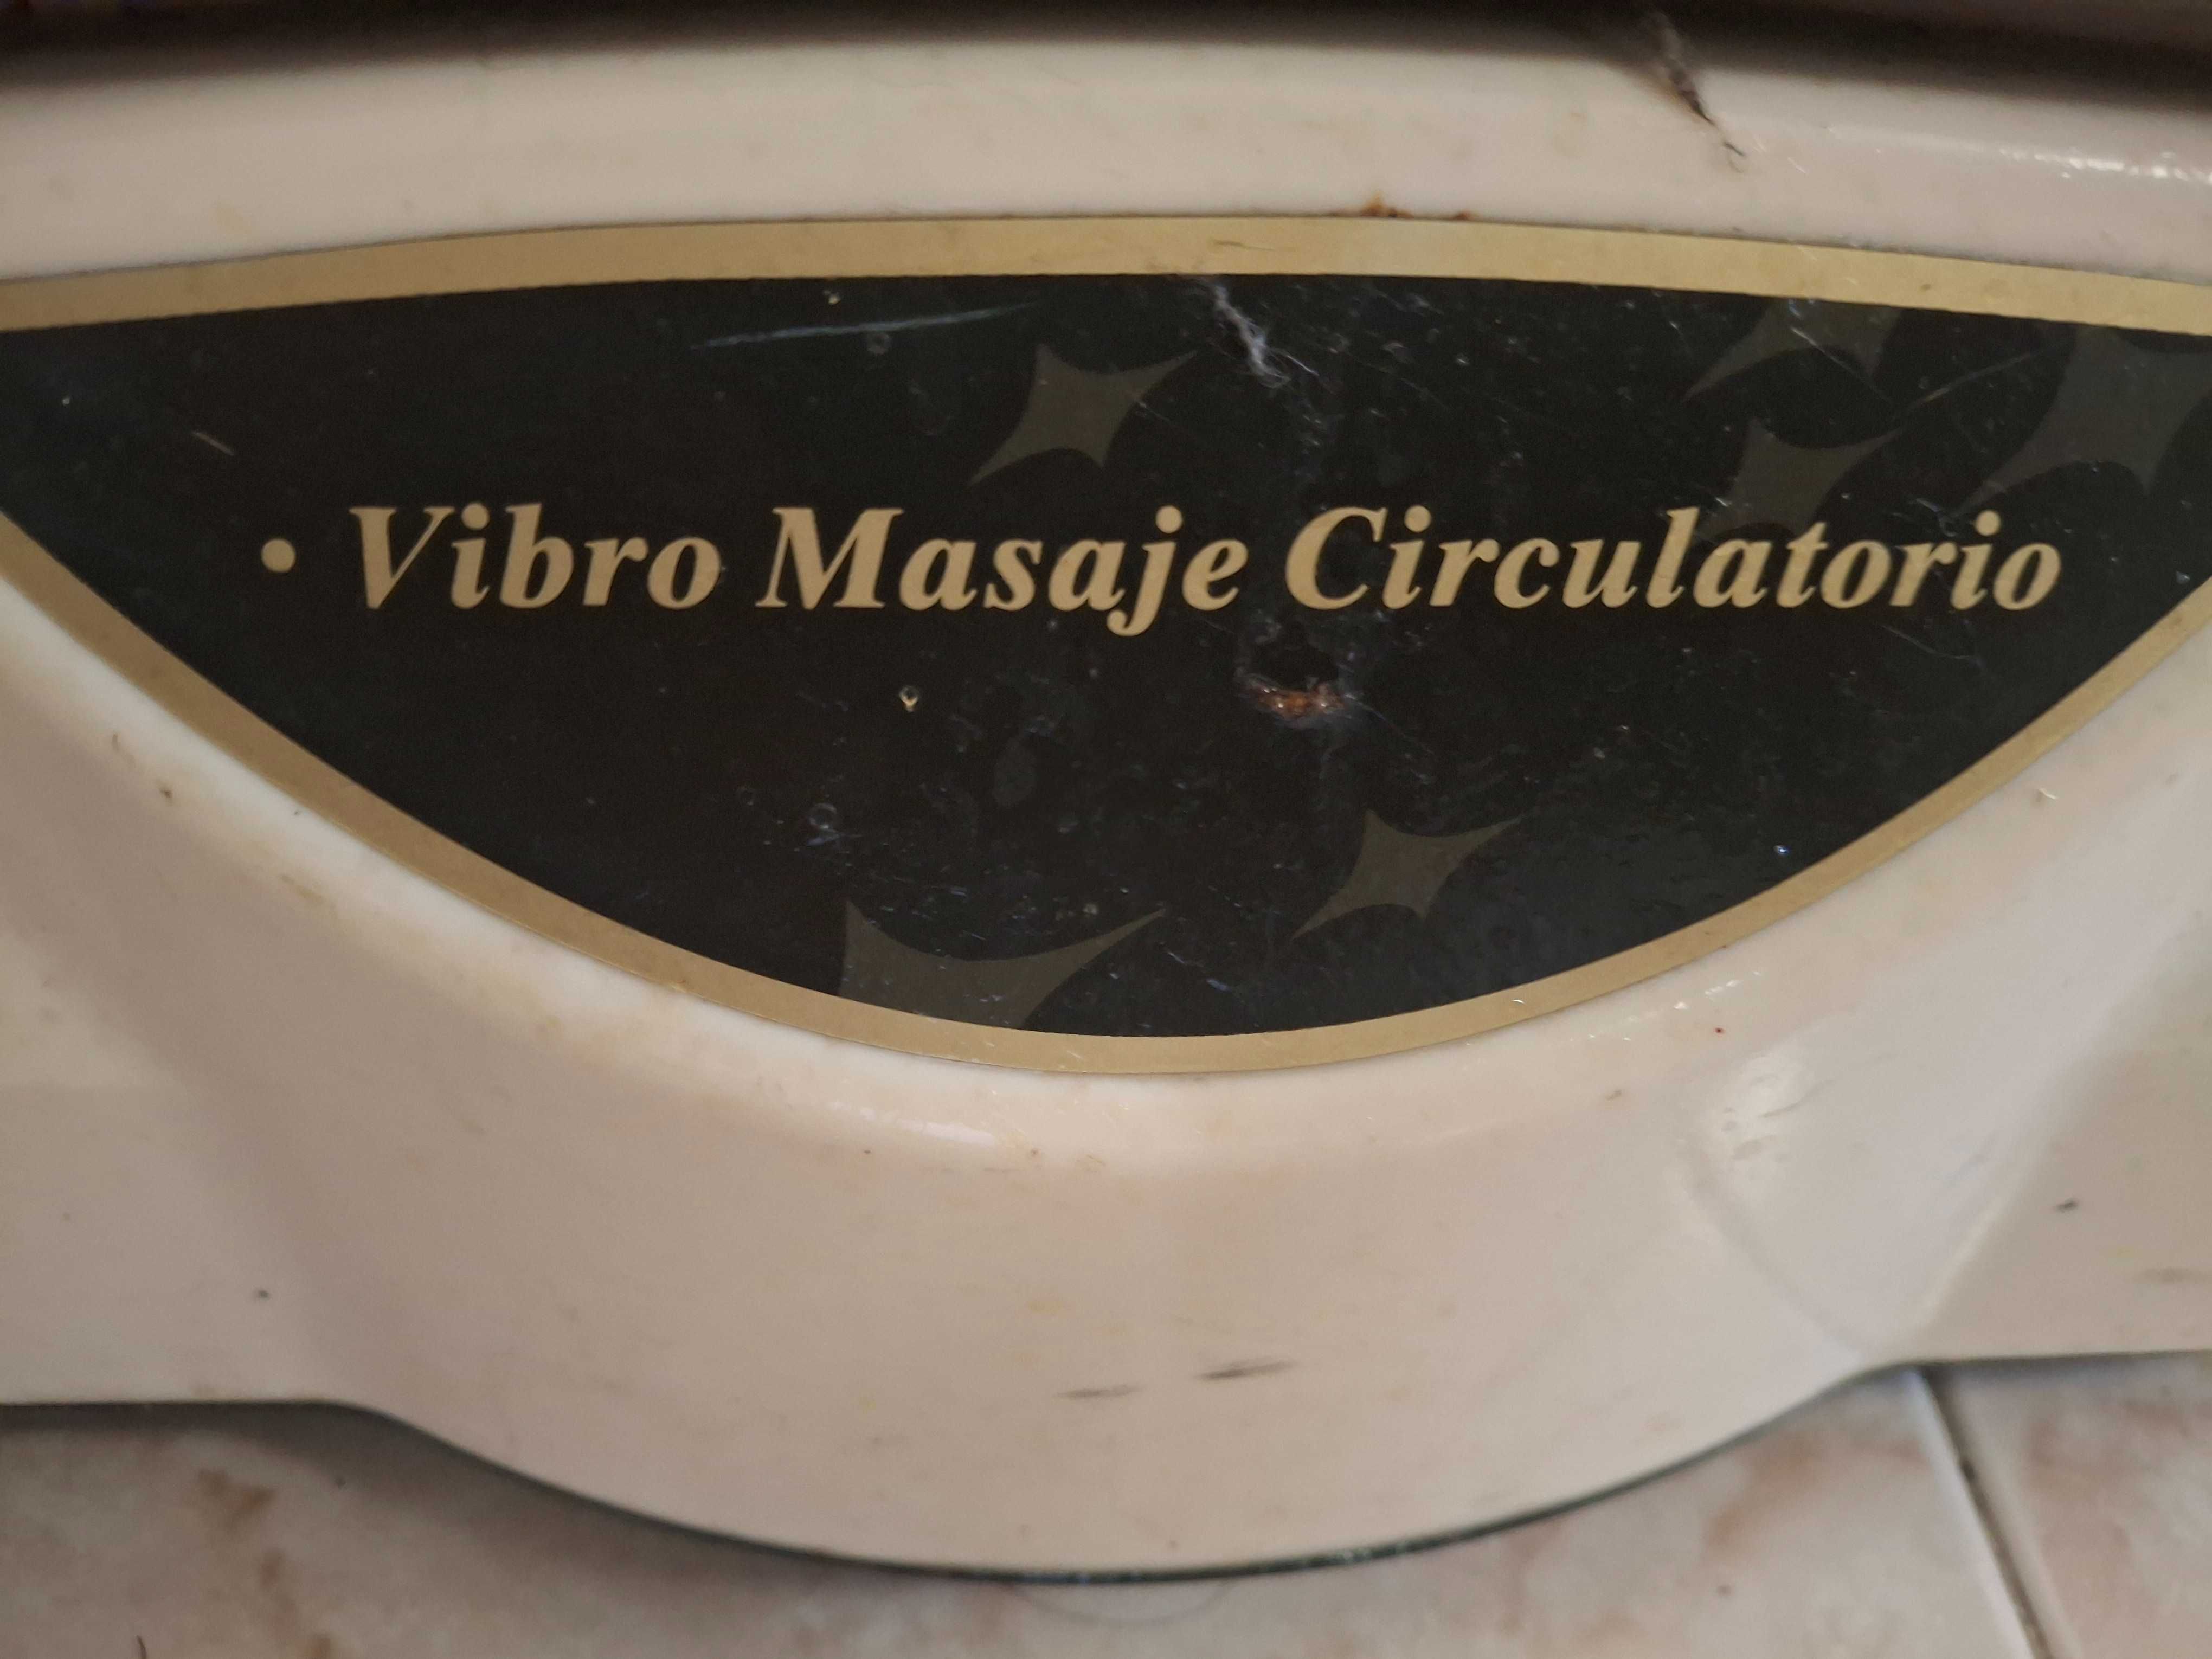 • Vibro Masaje Circulatorio